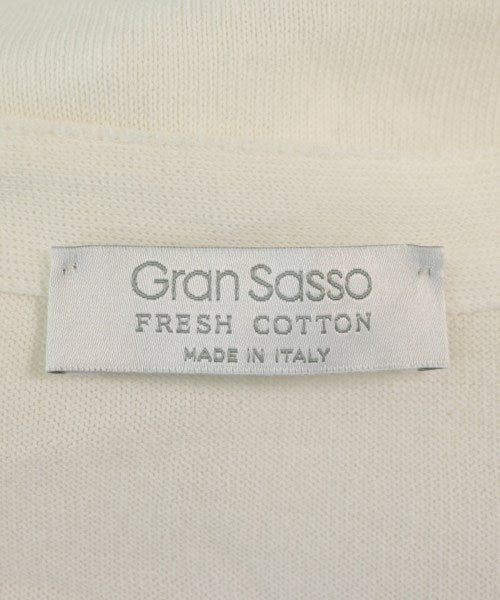 Gran Sasso
FRESH COTTON
MADE IN ITALY